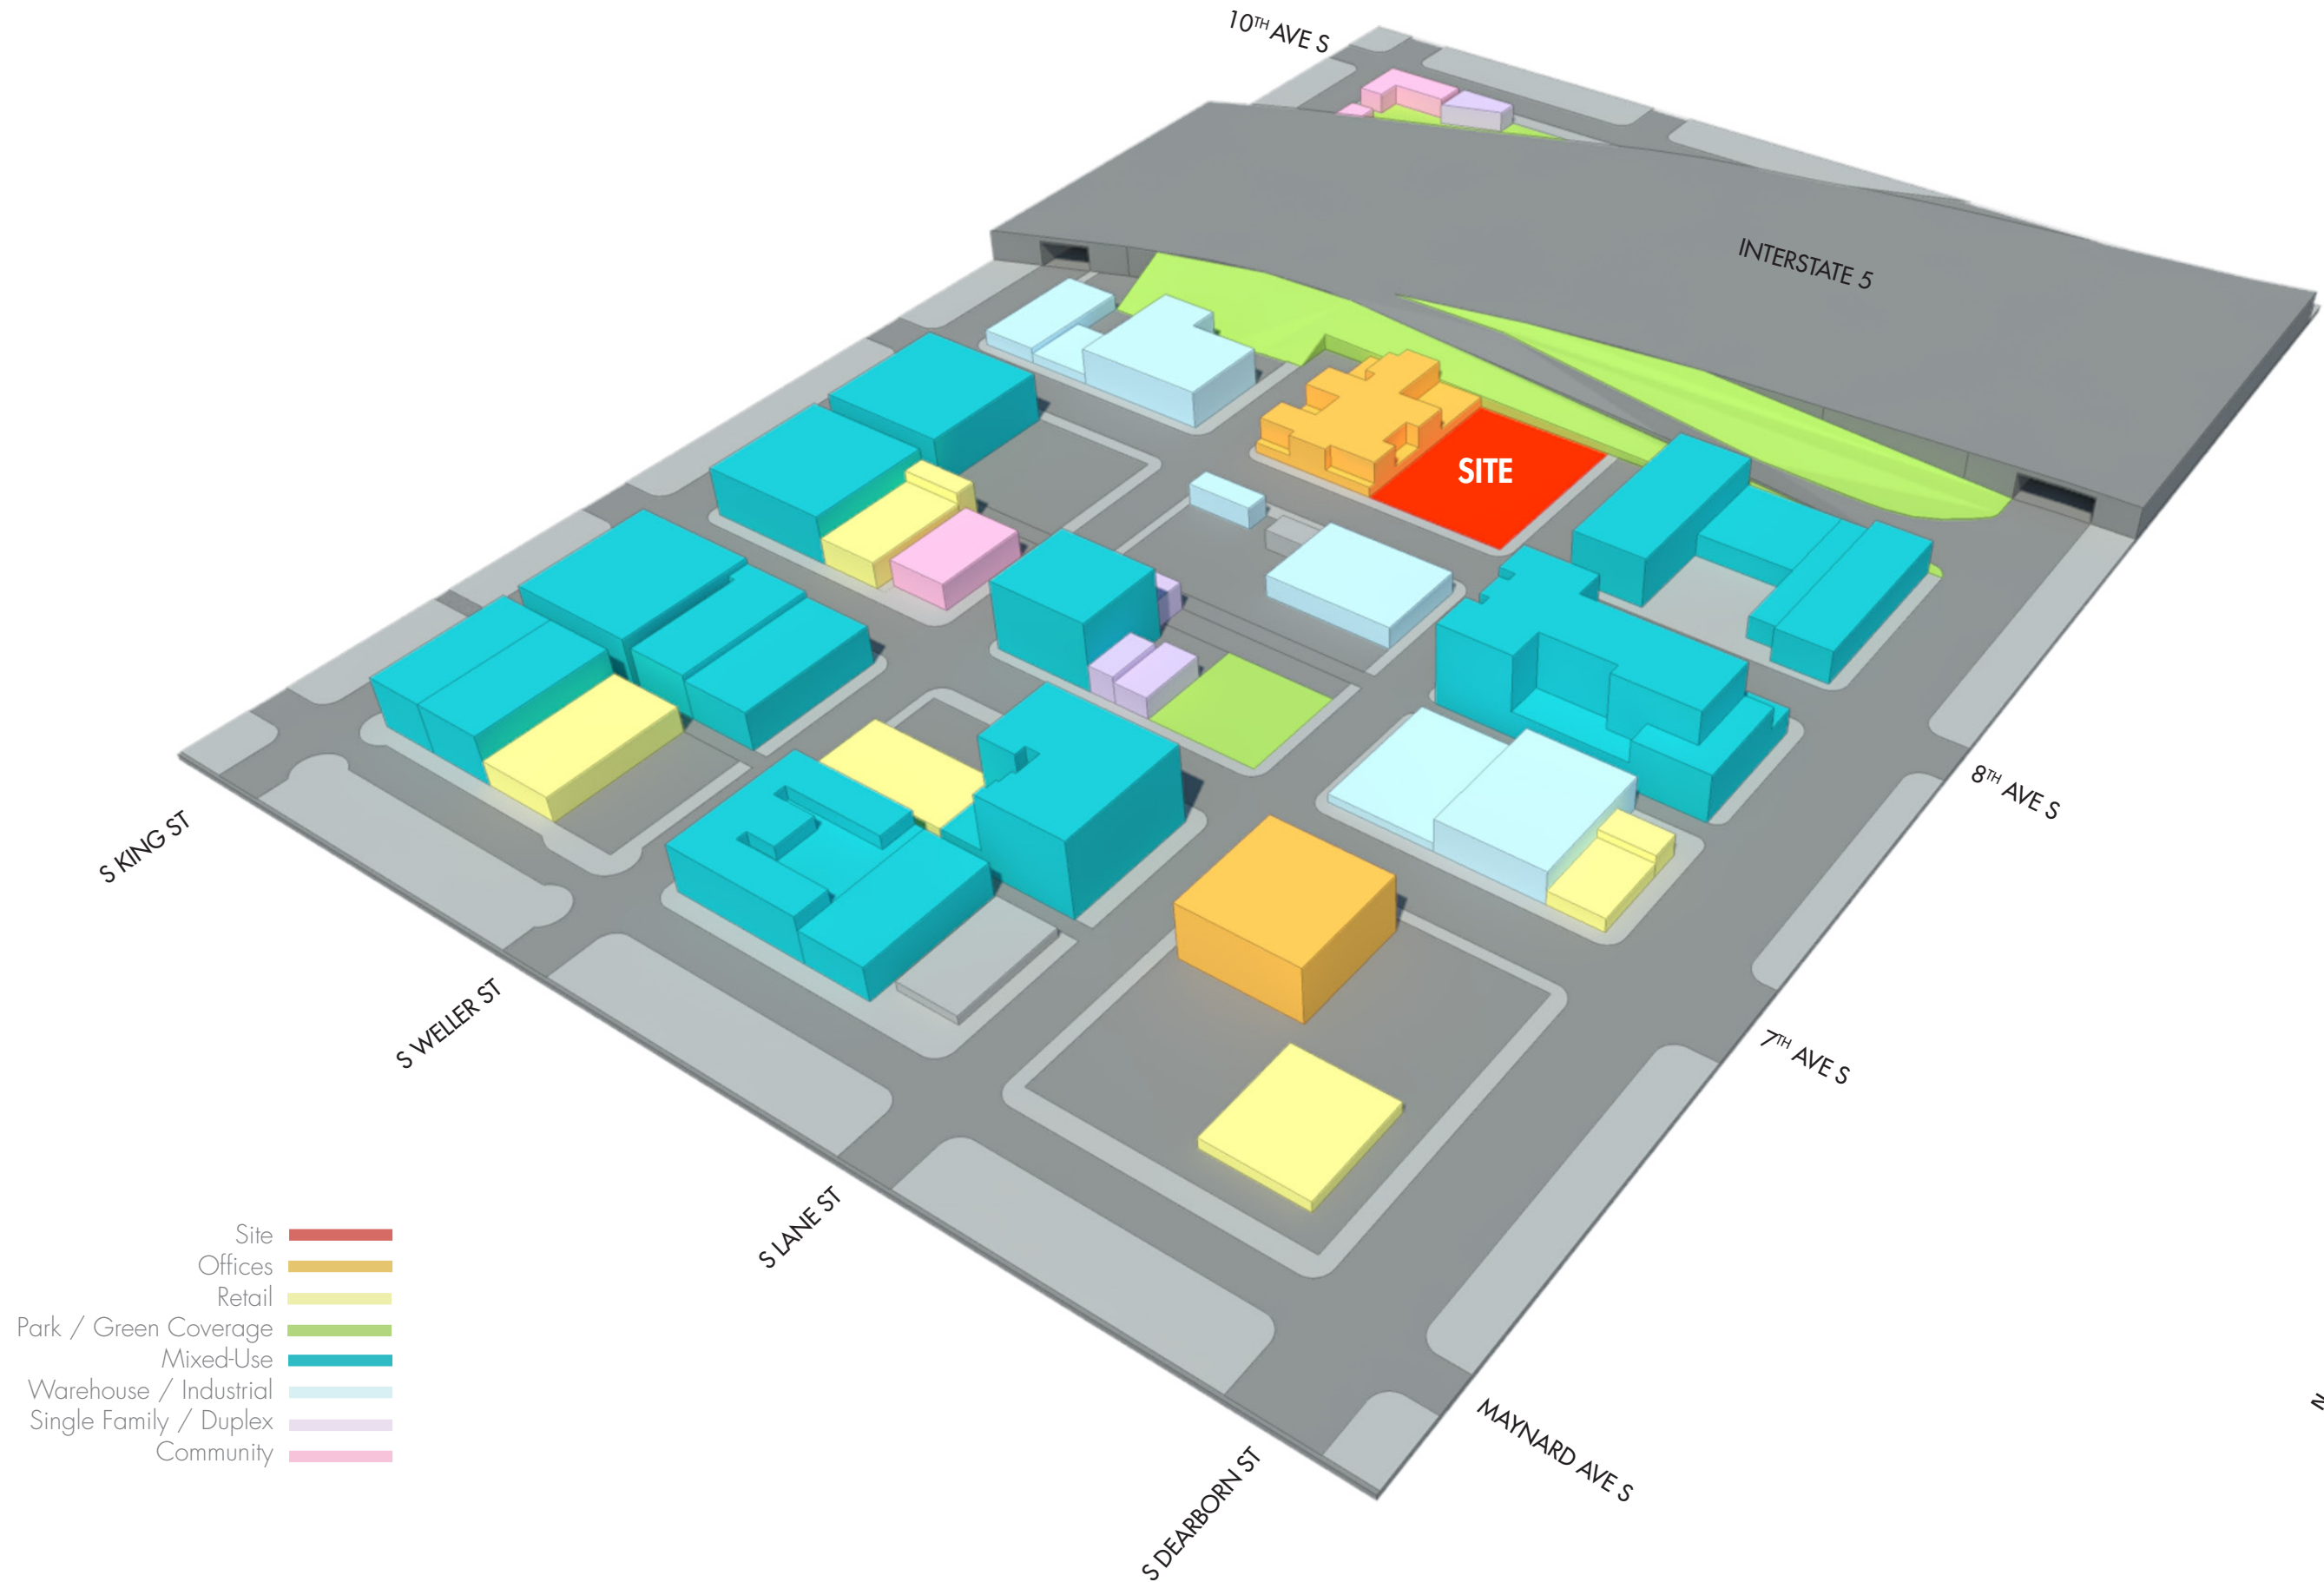 10TH AVE S
INTERSTATE 5
SITE
8TH AVE S
S KING ST
S WELLER ST
7TH AVE S
S LANE ST
MAYNARD AVE S
S DEARBORN ST
Site
Offices
Retail
Park / Green Coverage
Mixed-Use
Warehouse / Industrial
Single Family / Duplex
Community